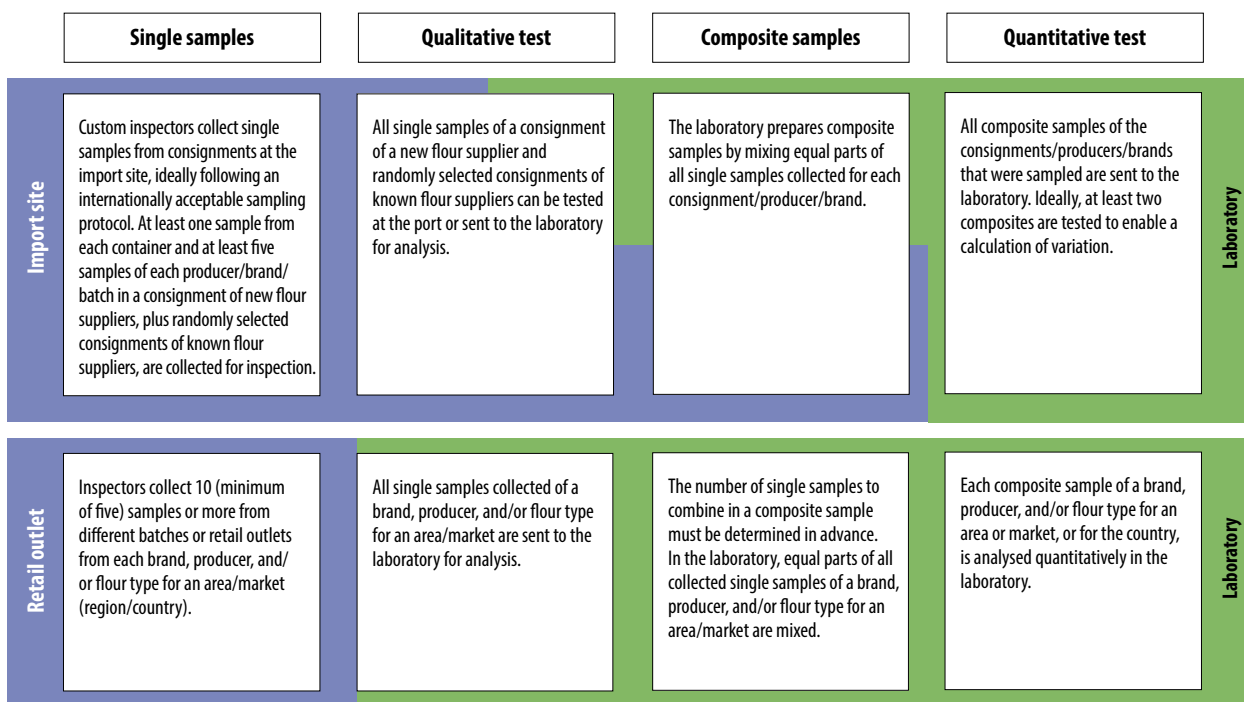 Single samples
Qualitative test
Composite samples
Quantitative test
Import site
Custom inspectors collect single
samples from consignments at the
import site, ideally following an
internationally acceptable sampling
protocol. At least one sample from
each container and at least five
samples of each producer/brand/
batch in a consignment of new flour
suppliers, plus randomly selected
consignments of known flour
suppliers, are collected for inspection.
All single samples of a consignment
of a new flour supplier and
randomly selected consignments of
known flour suppliers can be tested
at the port or sent to the laboratory
for analysis.
The laboratory prepares composite
samples by mixing equal parts of
all single samples collected for each
consignment/producer/brand.
All composite samples of the
consignments/producers/brands
that were sampled are sent to the
laboratory. Ideally, at least two
composites are tested to enable a
calculation of variation.
Laboratory
Retail outlet
Inspectors collect 10 (minimum
of five) samples or more from
different batches or retail outlets
from each brand, producer, and/
or flour type for an area/market
(region/country).
All single samples collected of a
brand, producer, and/or flour type
for an area/market are sent to the
laboratory for analysis.
The number of single samples to
combine in a composite sample
must be determined in advance.
In the laboratory, equal parts of all
collected single samples of a brand,
producer, and/or flour type for an
area/market are mixed.
Each composite sample of a brand,
producer, and/or flour type for an
area or market, or for the country,
is analysed quantitatively in the
laboratory.
Laboratory